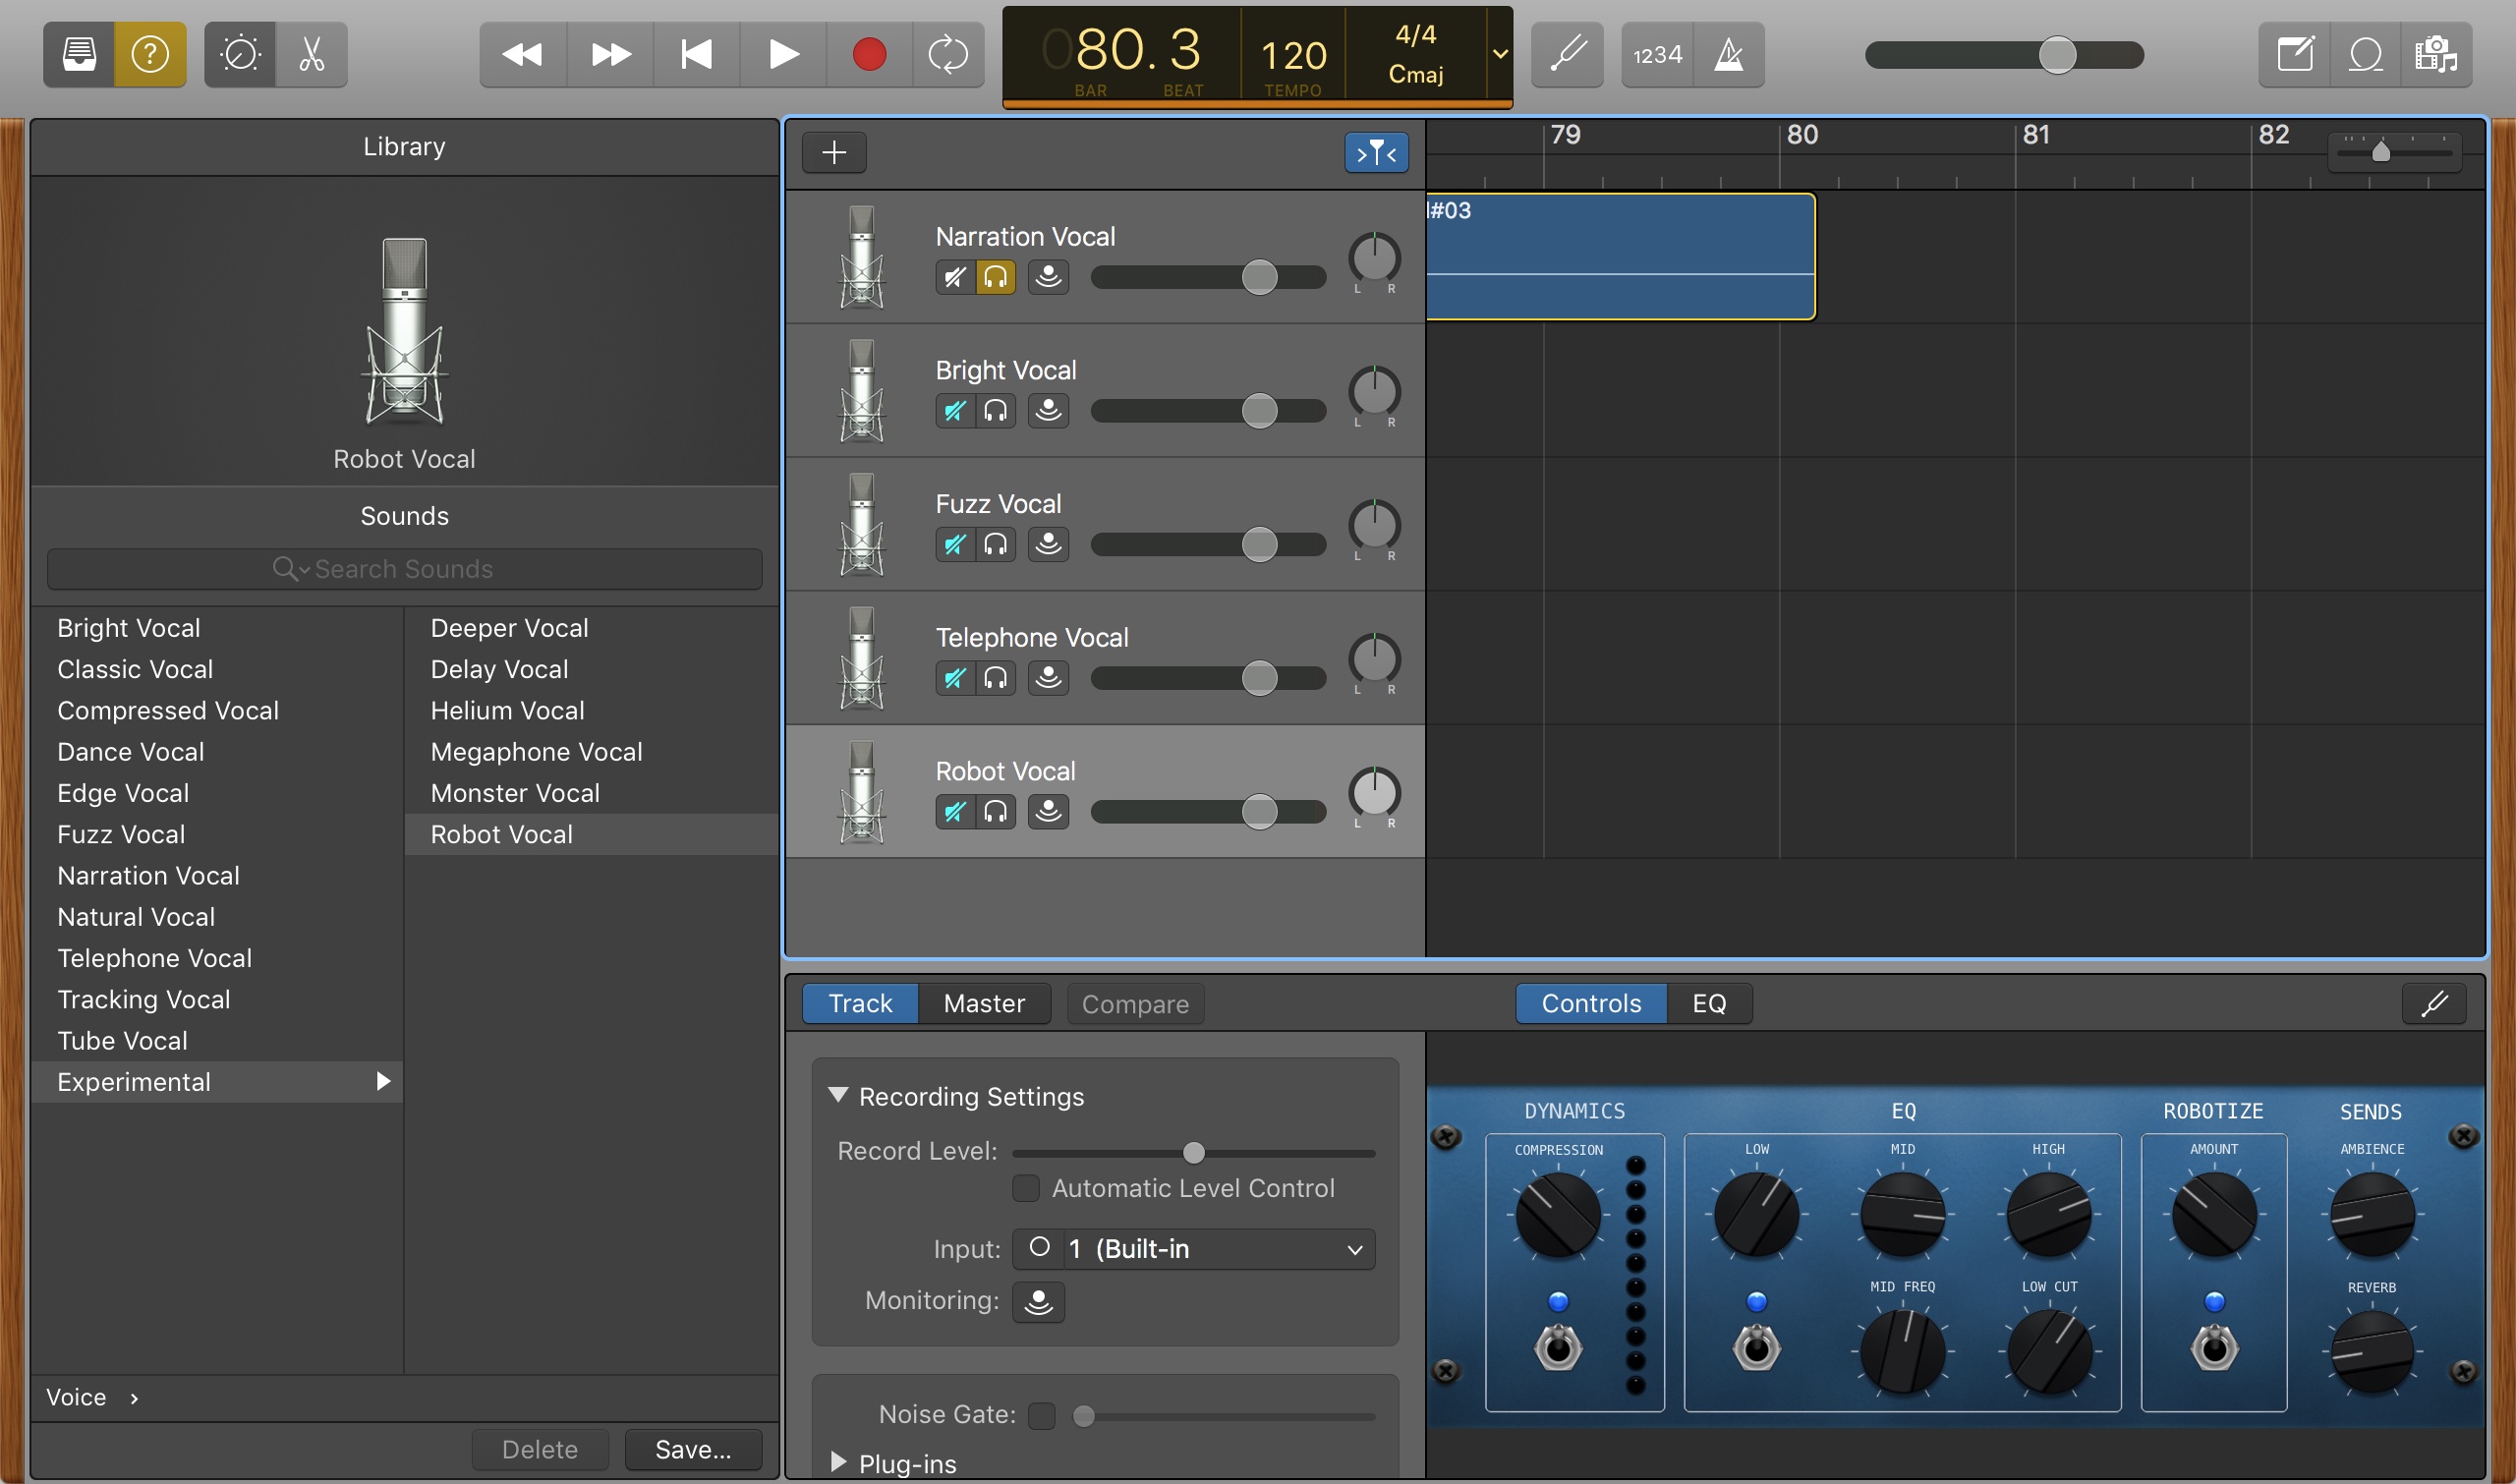 080.3
BAR BEAT
120
TEMPO
4/4
Cmaj
1234
Library
Robot Vocal
Sounds
Search Sounds
Bright Vocal
Classic Vocal
Compressed Vocal
Dance Vocal
Edge Vocal
Fuzz Vocal
Narration Vocal
Natural Vocal
Telephone Vocal
Tracking Vocal
Tube Vocal
Experimental
Deeper Vocal
Delay Vocal
Helium Vocal
Megaphone Vocal
Monster Vocal
Robot Vocal
Voice
Delete Save...
79 80 81 82
Narration Vocal
L R
#03
Bright Vocal
L R
Fuzz Vocal
L R
Telephone Vocal
L R
Robot Vocal
L R
Track Master Compare Controls EQ
Recording Settings
Record Level:
Automatic Level Control
Input: 1 (Built-in
Monitoring:
Noise Gate:
Plug-ins
DYNAMICS EQ ROBOTIZE SENDS
COMPRESSION LOW MID HIGH AMOUNT AMBIENCE
MID FREQ LOW CUT REVERB